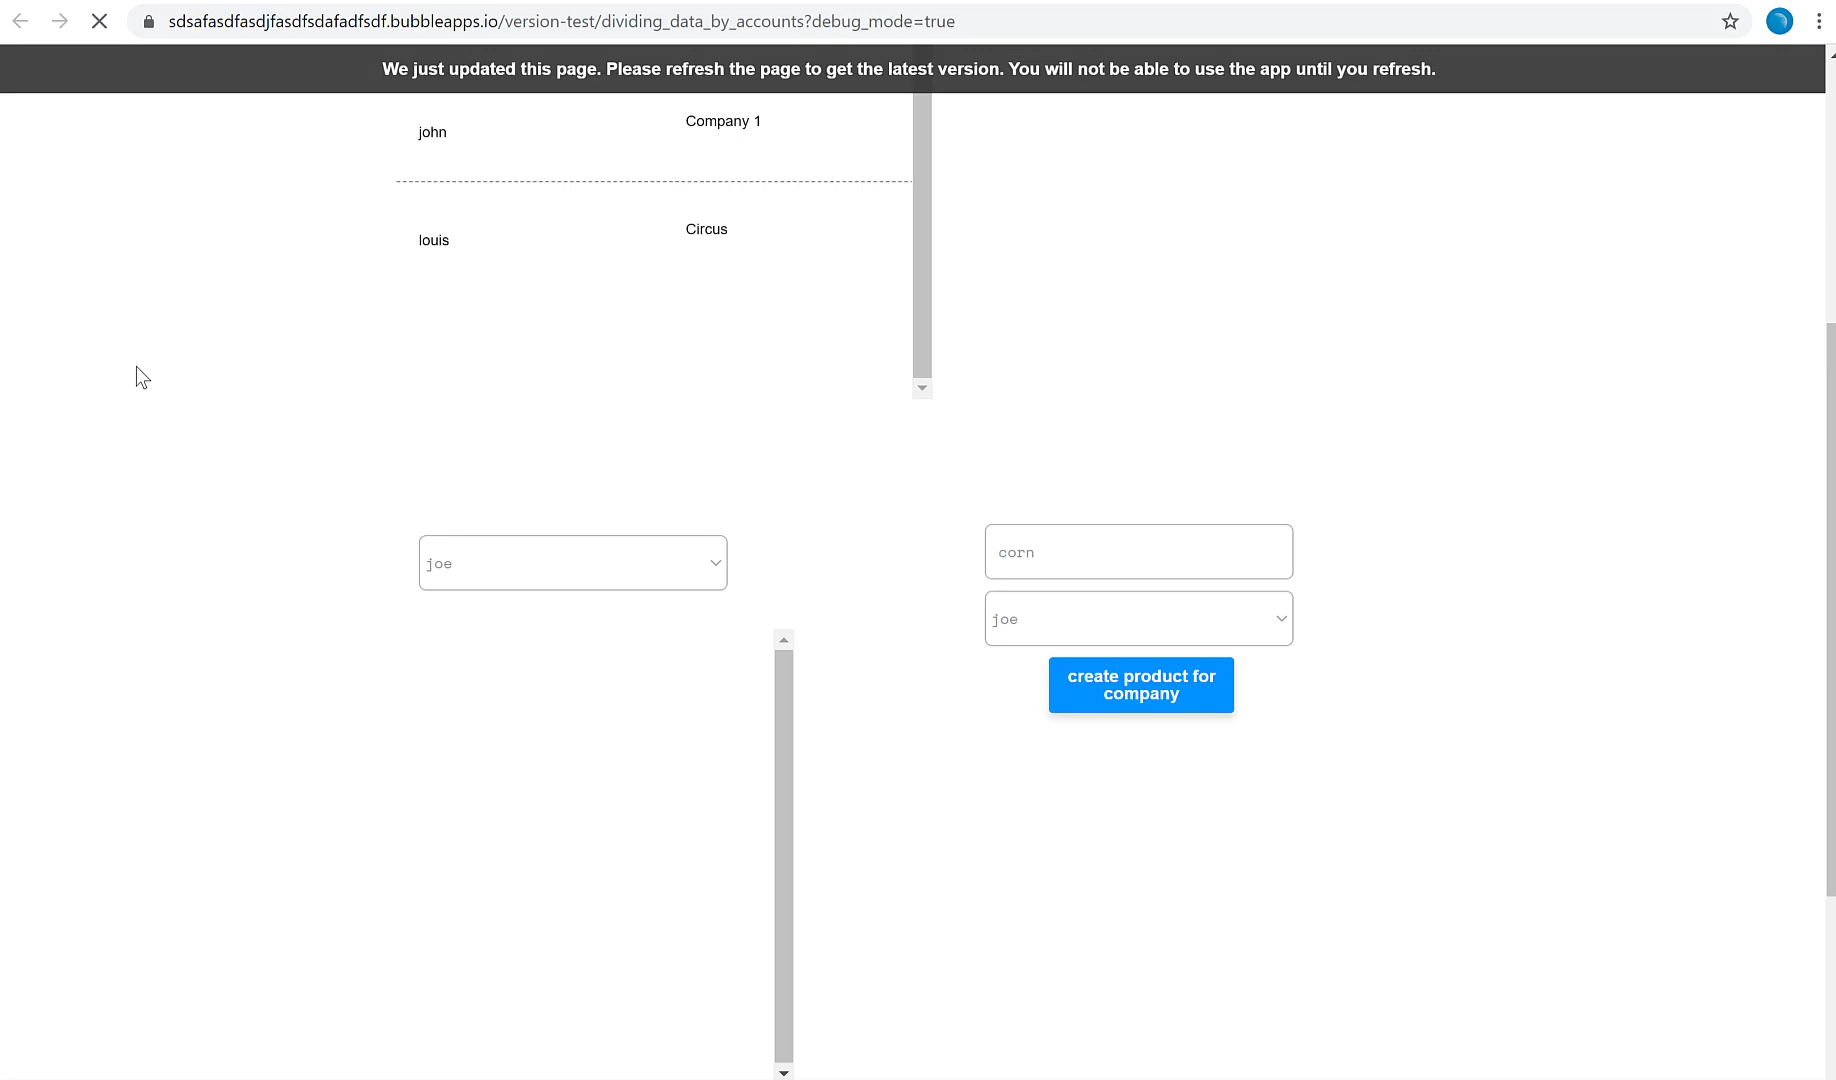 sdsafasdfasdjfasdfsdafadfsdf.bubbleapps.io/version-test/dividing_data_by_accounts?debug_mode=true
We just updated this page. Please refresh the page to get the latest version. You will not be able to use the app until you refresh.
john
Company 1
louis
Circus
joe
corn
joe
create product for
company